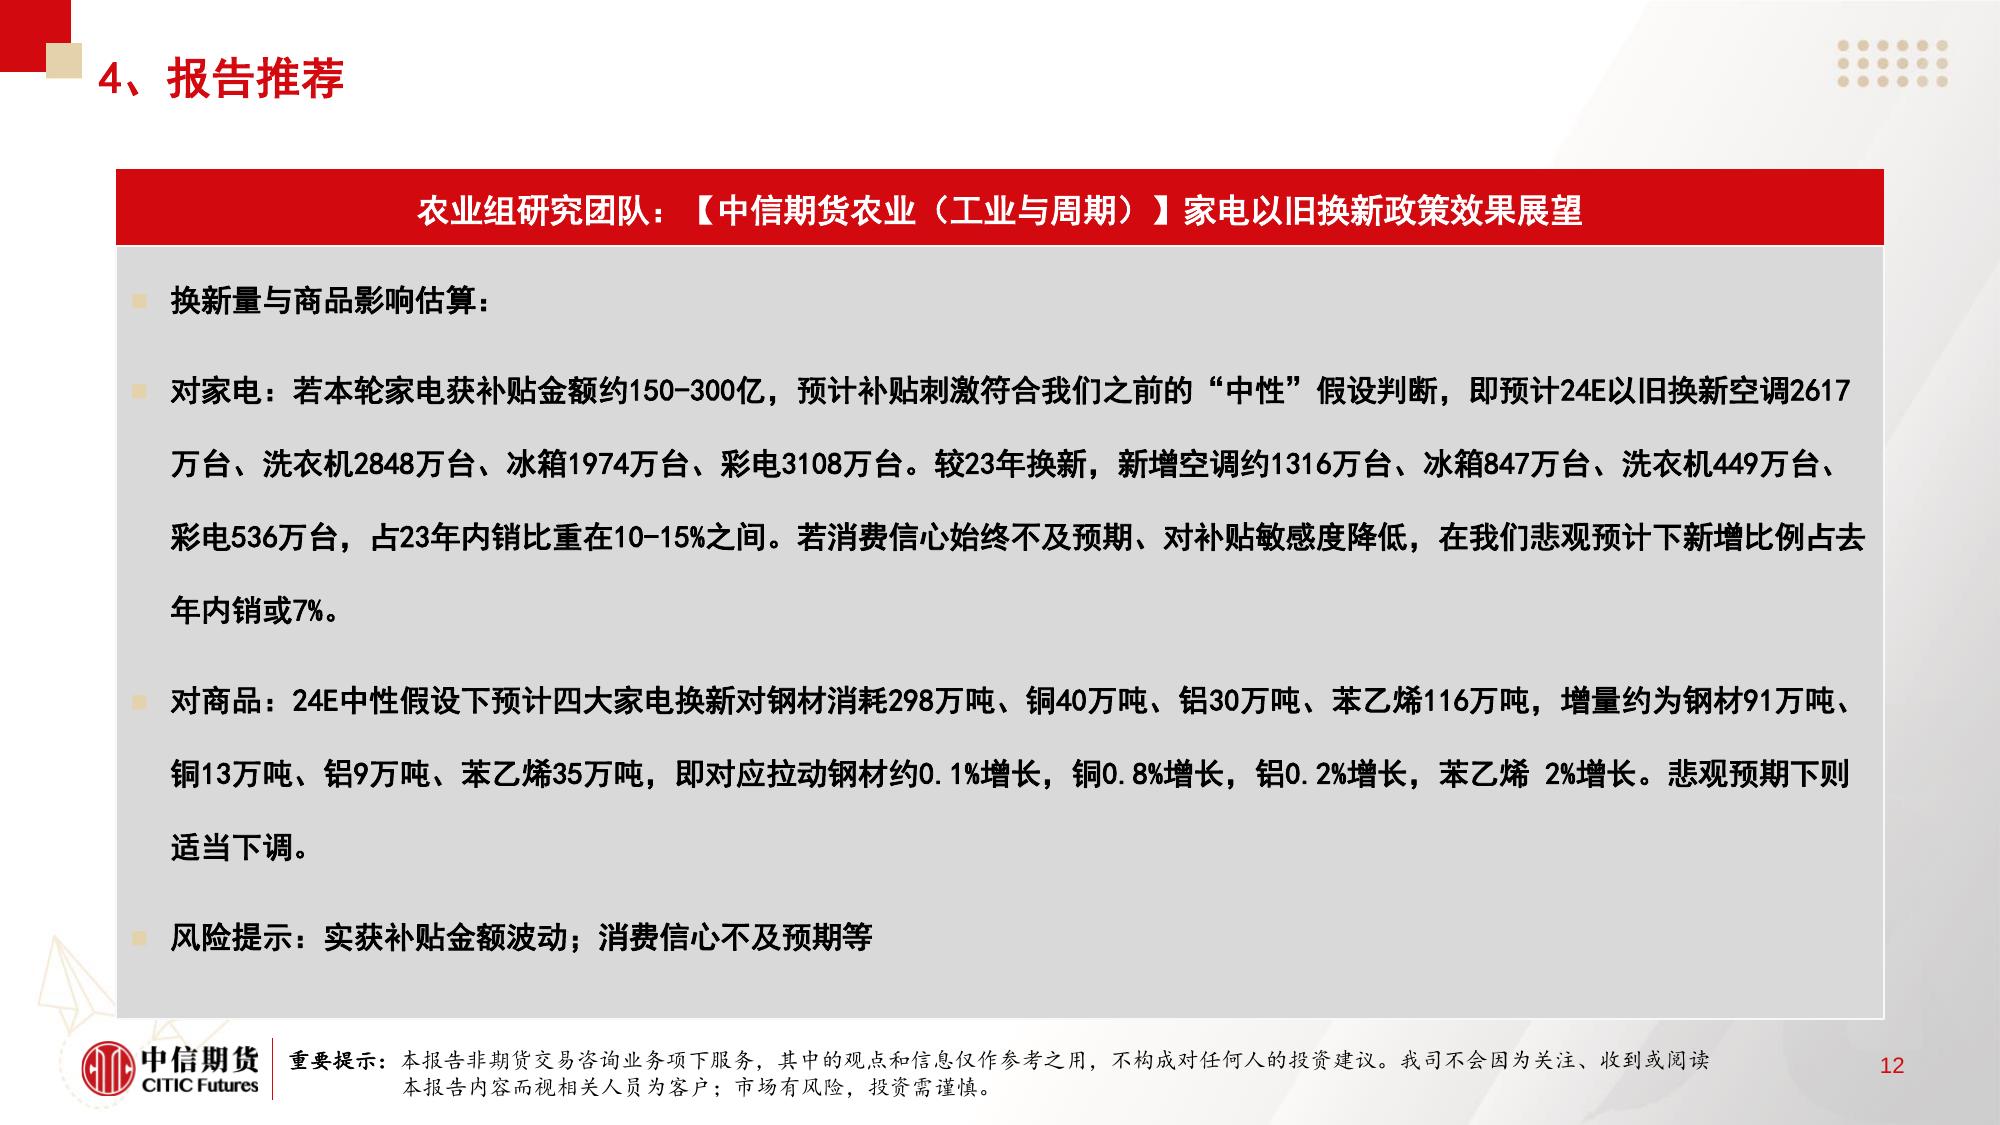 4、报告推荐
农业组研究团队：【中信期货农业（工业与周期）】家电以旧换新政策效果展望
换新量与商品影响估算：
对家电：若本轮家电获补贴金额约150-300亿，预计补贴刺激符合我们之前的“中性”假设判断，即预计24E以旧换新空调2617
万台、洗衣机2848万台、冰箱1974万台、彩电3108万台。较23年换新，新增空调约1316万台、冰箱847万台、洗衣机449万台、
彩电536万台，占23年内销比重在10-15%之间。若消费信心始终不及预期、对补贴敏感度降低，在我们悲观预计下新增比例占去
年内销或7%。
对商品：24E中性假设下预计四大家电换新对钢材消耗298万吨、铜40万吨、铝30万吨、苯乙烯116万吨，增量约为钢材91万吨、
铜13万吨、铝9万吨、苯乙烯35万吨，即对应拉动钢材约0.1%增长，铜0.8%增长，铝0.2%增长，苯乙烯 2%增长。悲观预期下则
适当下调。
风险提示：实获补贴金额波动；消费信心不及预期等
中信期货
CITIC Futures
重要提示：本报告非期货交易咨询业务项下服务，其中的观点和信息仅作参考之用，不构成对任何人的投资建议。我司不会因为关注、收到或阅读
本报告内容而视相关人员为客户；市场有风险，投资需谨慎。
12